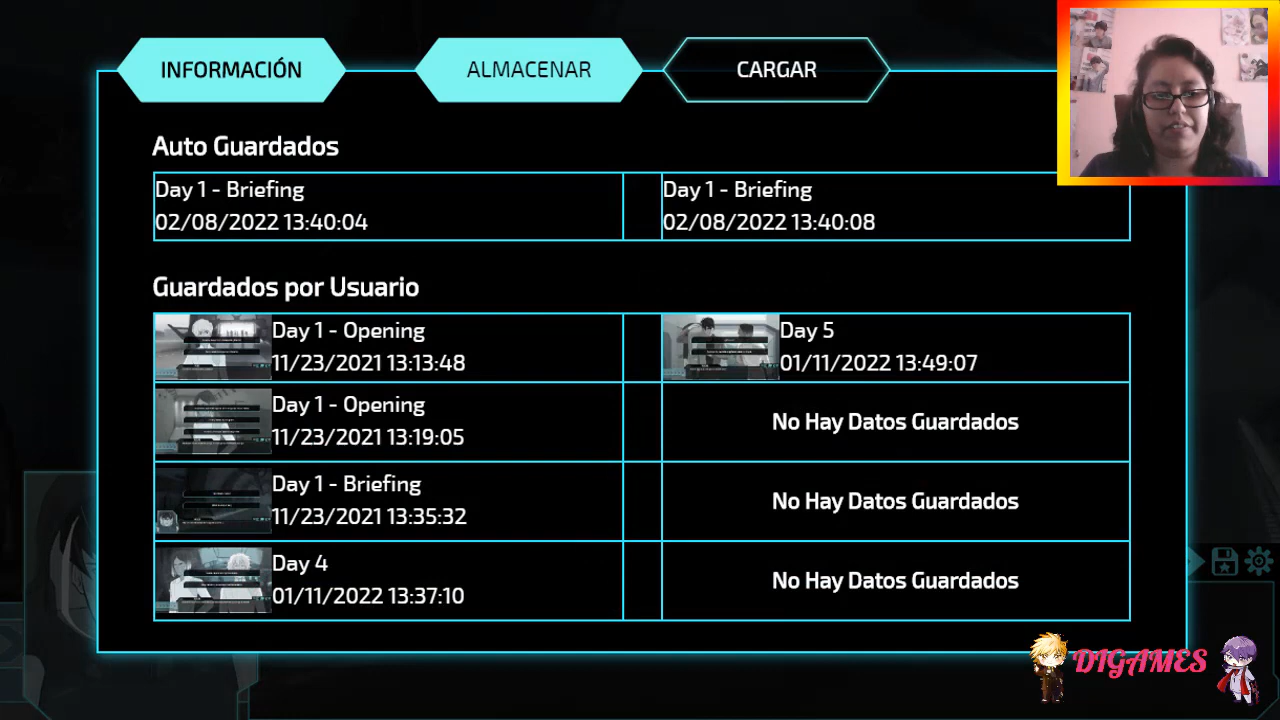 INFORMACIÓN
ALMACENAR
CARGAR
Auto Guardados
Day 1 - Briefing
02/08/2022 13:40:04
Day 1 - Briefing
02/08/2022 13:40:08
Guardados por Usuario
Day 1 - Opening
11/23/2021 13:13:48
Day 5
01/11/2022 13:49:07
Day 1 - Opening
11/23/2021 13:19:05
No Hay Datos Guardados
Day 1 - Briefing
11/23/2021 13:35:32
No Hay Datos Guardados
Day 4
01/11/2022 13:37:10
No Hay Datos Guardados
DIGAMES